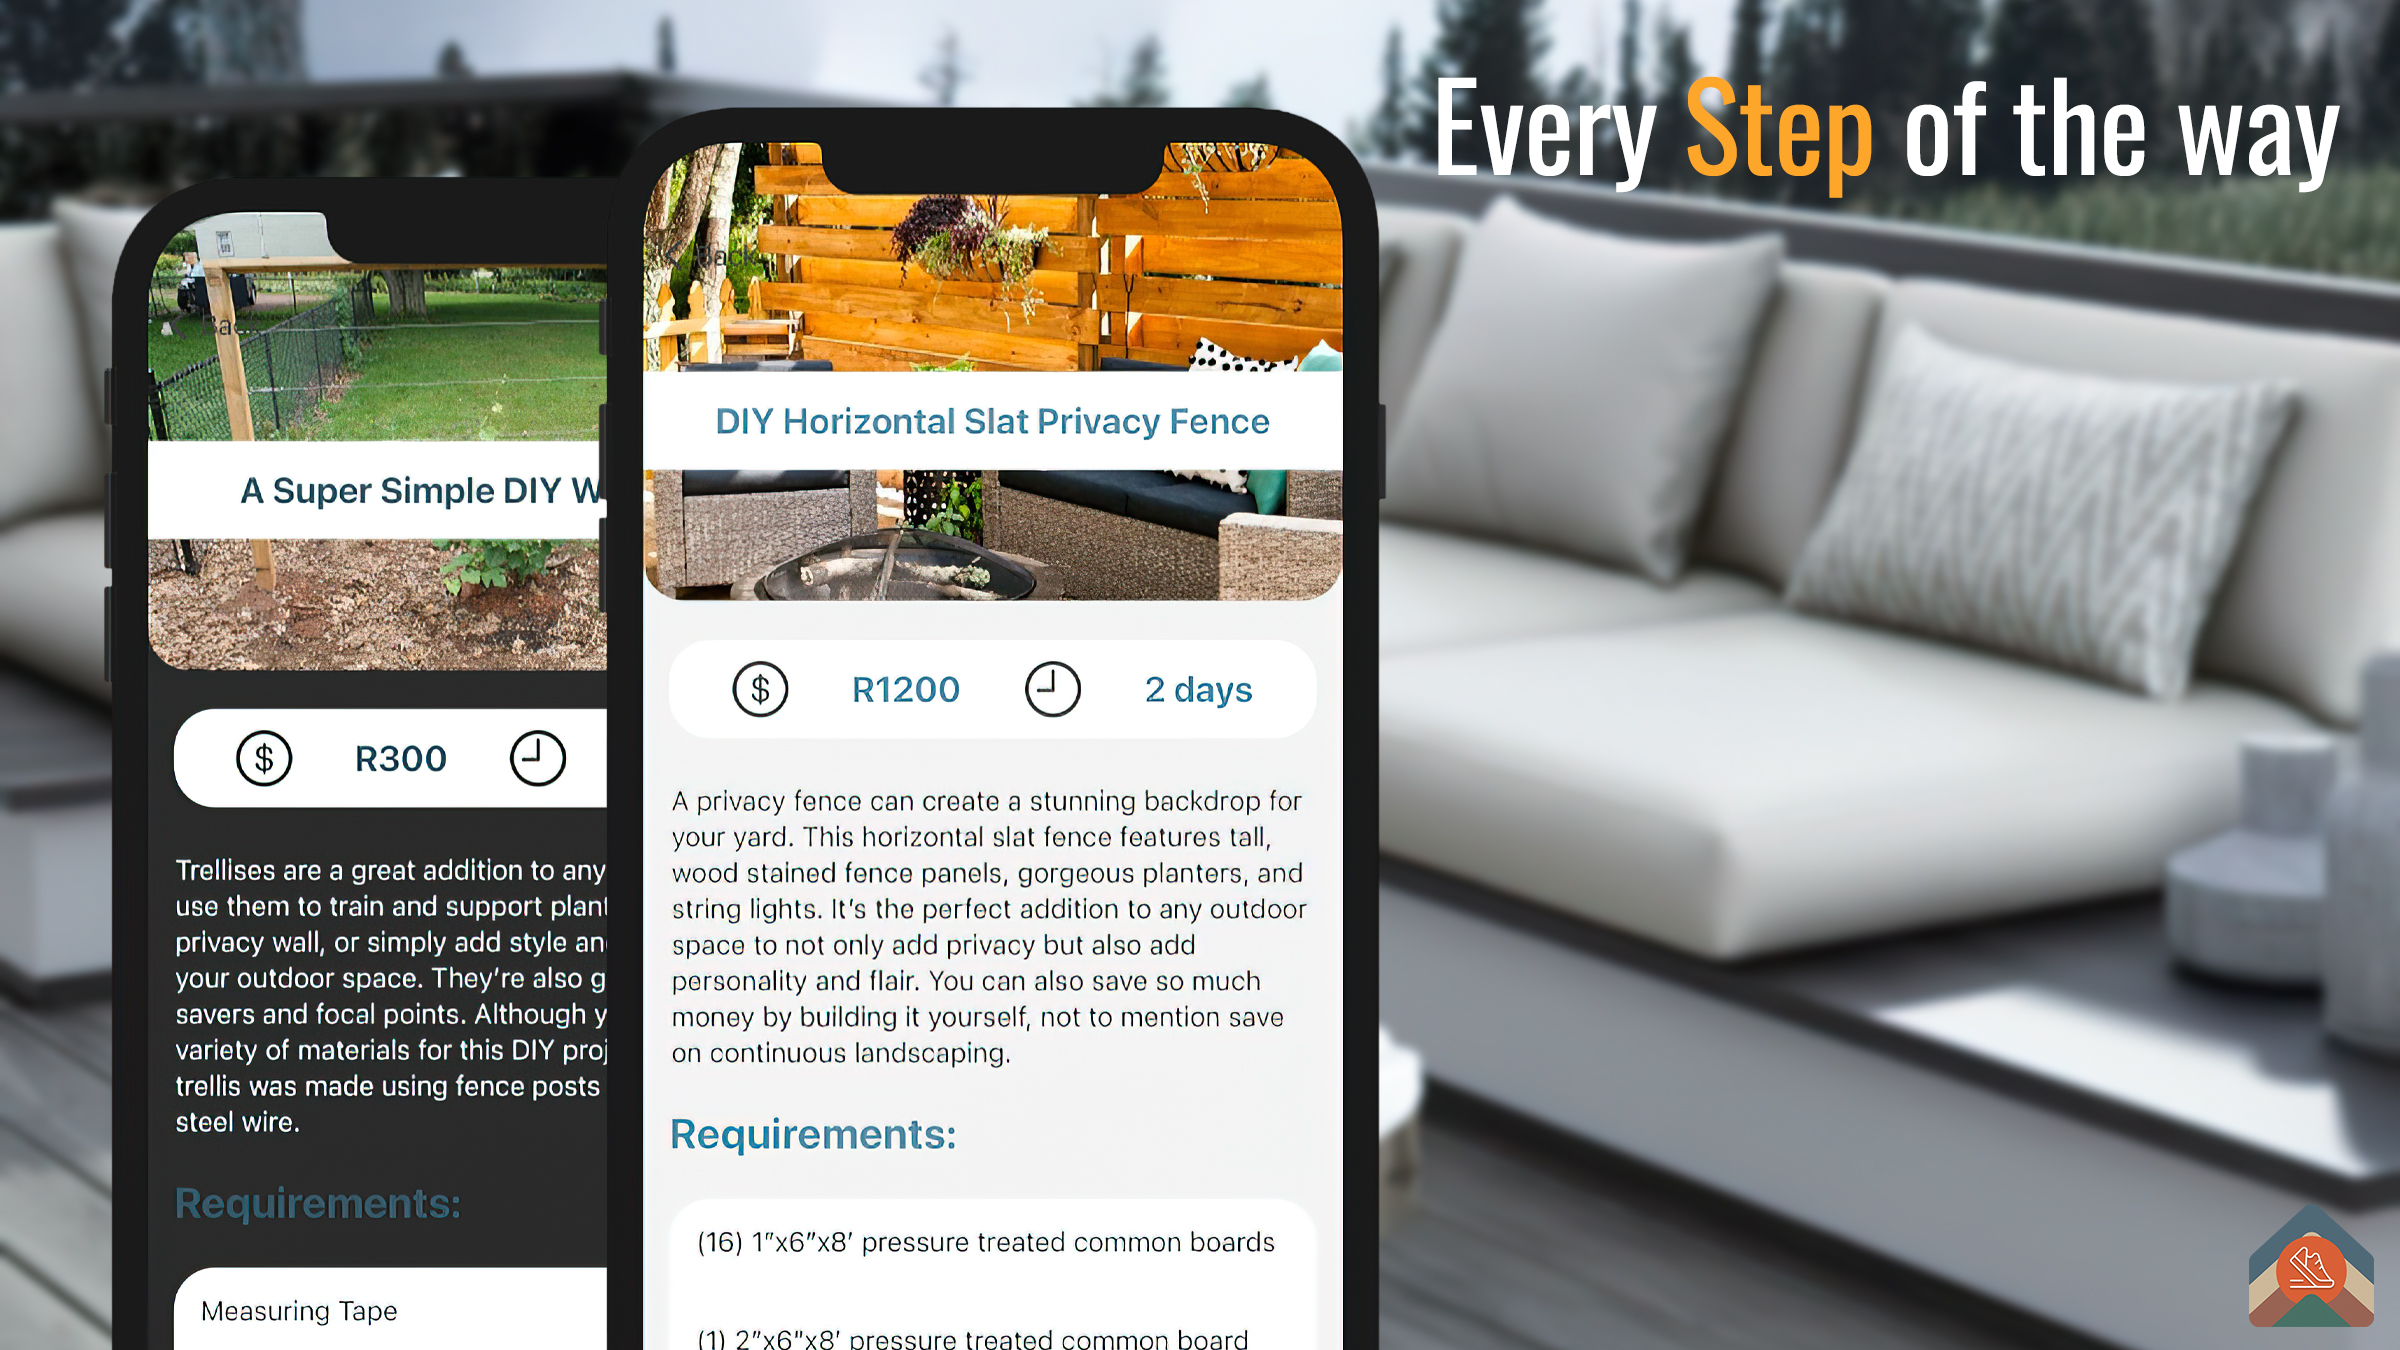 Every Step of the way
Back
A Super Simple DIY W
$ R300
Trellises are a great addition to any
use them to train and support plant
privacy wall, or simply add style an
your outdoor space. They're also g
savers and focal points. Although y
variety of materials for this DIY proj
trellis was made using fence posts
steel wire.
Requirements:
Measuring Tape
Back
DIY Horizontal Slat Privacy Fence
$ R1200 2 days
A privacy fence can create a stunning backdrop for
your yard. This horizontal slat fence features tall,
wood stained fence panels, gorgeous planters, and
string lights. It's the perfect addition to any outdoor
space to not only add privacy but also add
personality and flair. You can also save so much
money by building it yourself, not to mention save
on continuous landscaping.
Requirements:
(16) 1"x6"x8' pressure treated common boards
(1) 2"x6"x8' pressure treated common board